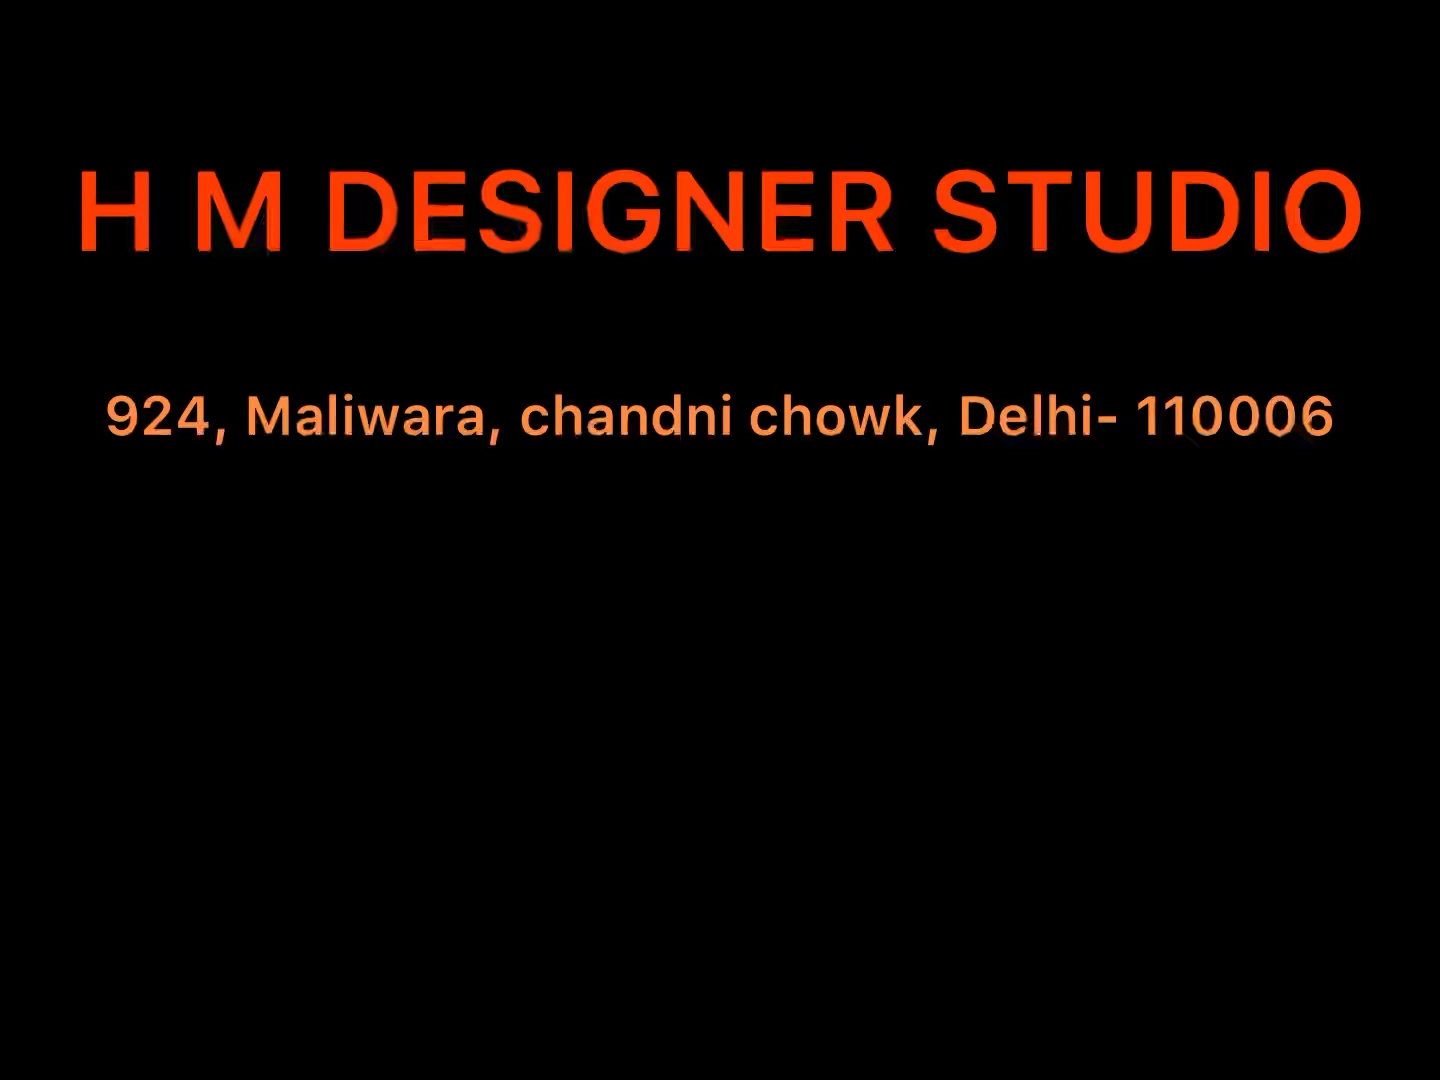 H M DESIGNER STUDIO
924, Maliwara, chandni chowk, Delhi- 110006